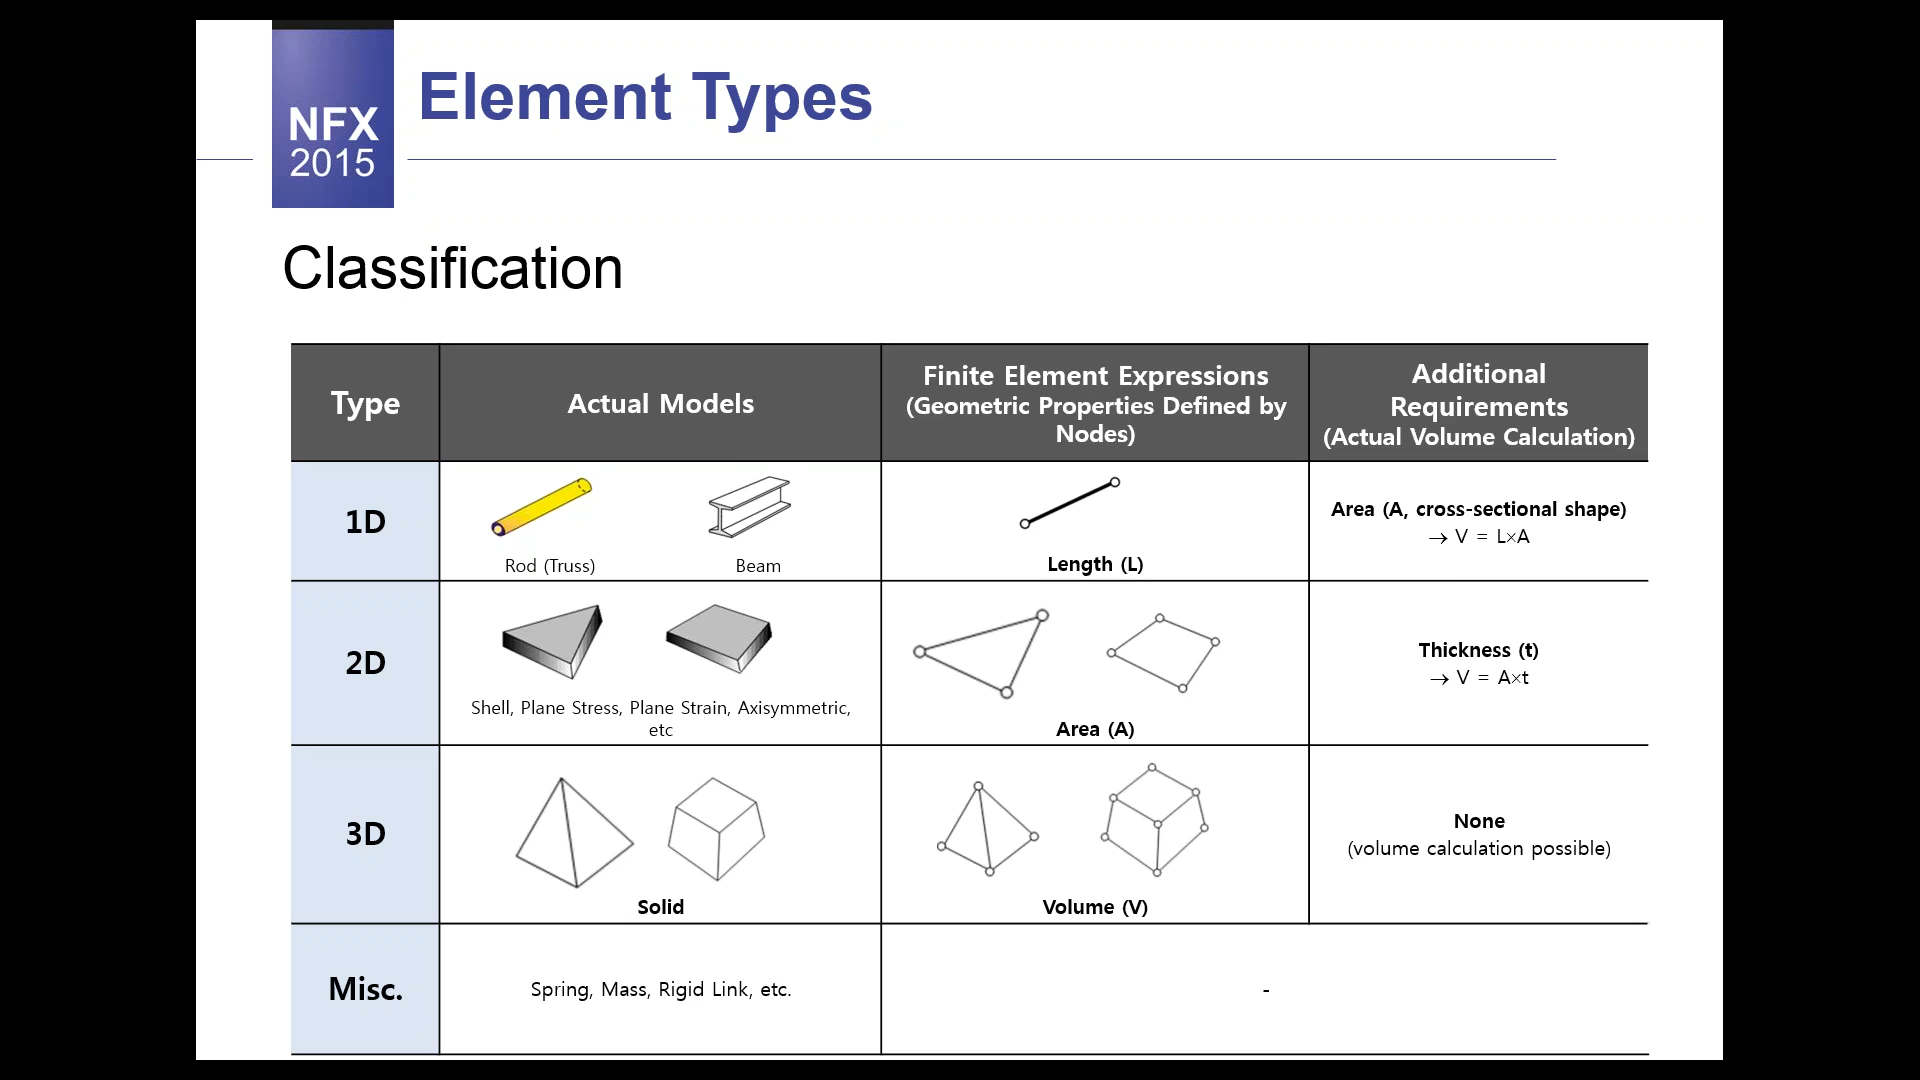 NFX
2015
Element Types
Classification
Type
Actual Models
Finite Element Expressions
(Geometric Properties Defined by
Nodes)
Additional
Requirements
(Actual Volume Calculation)
1D
Rod (Truss)
Beam
Length (L)
Area (A, cross-sectional shape)
→ V = L×A
2D
Shell, Plane Stress, Plane Strain, Axisymmetric,
etc
Area (A)
Thickness (t)
→ V = A×t
3D
Solid
Volume (V)
None
(volume calculation possible)
Misc.
Spring, Mass, Rigid Link, etc.
-